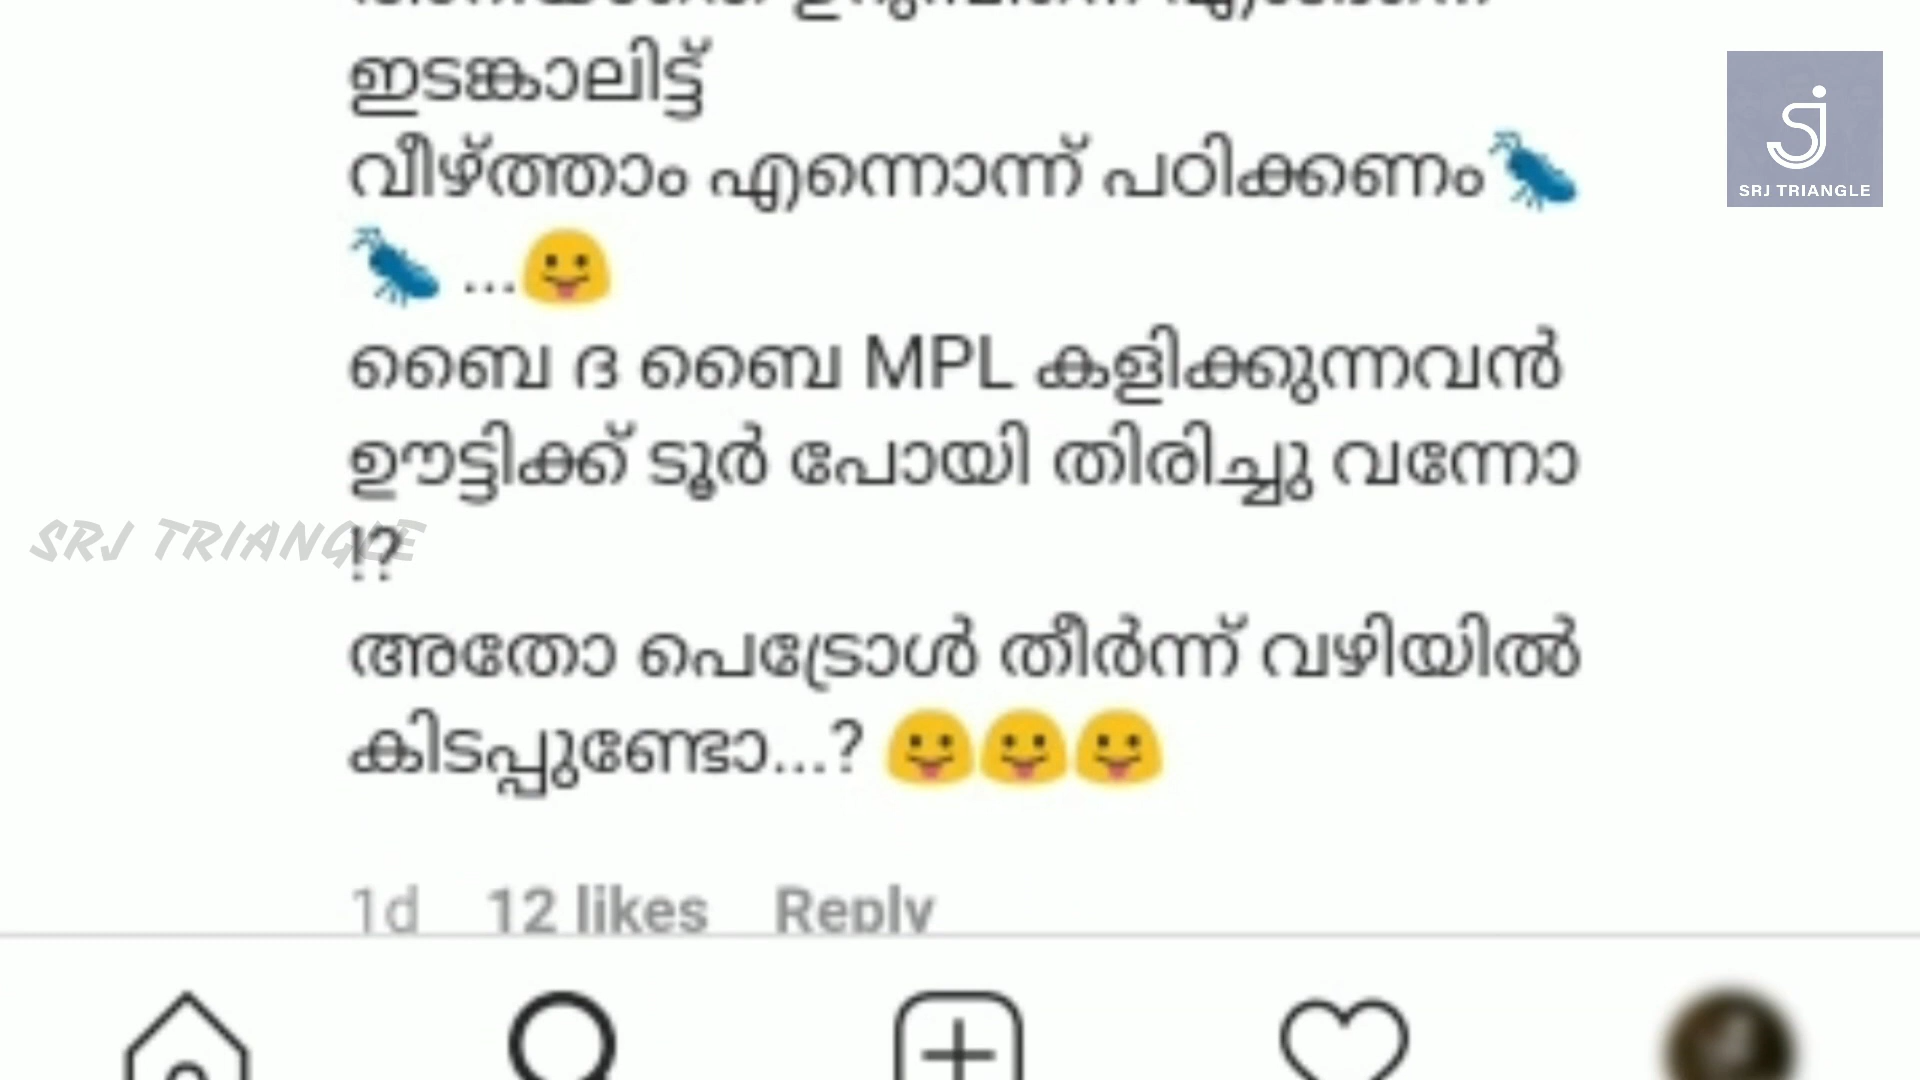 ഇടങ്കാലിട്ട്
വീഴ്ത്താം എന്നൊന്ന് പഠിക്കണം🦗
🦗 ...😛
ബൈ ദ ബൈ MPL കളിക്കുന്നവൻ
ഊട്ടിക്ക് ടൂർ പോയി തിരിച്ചു വന്നോ
!?
അതോ പെട്രോൾ തീർന്ന് വഴിയിൽ
കിടപ്പുണ്ടോ...? 😛😛😛
1d 12 likes Reply
SRJ TRIANGLE
SJ
SRJ TRIANGLE